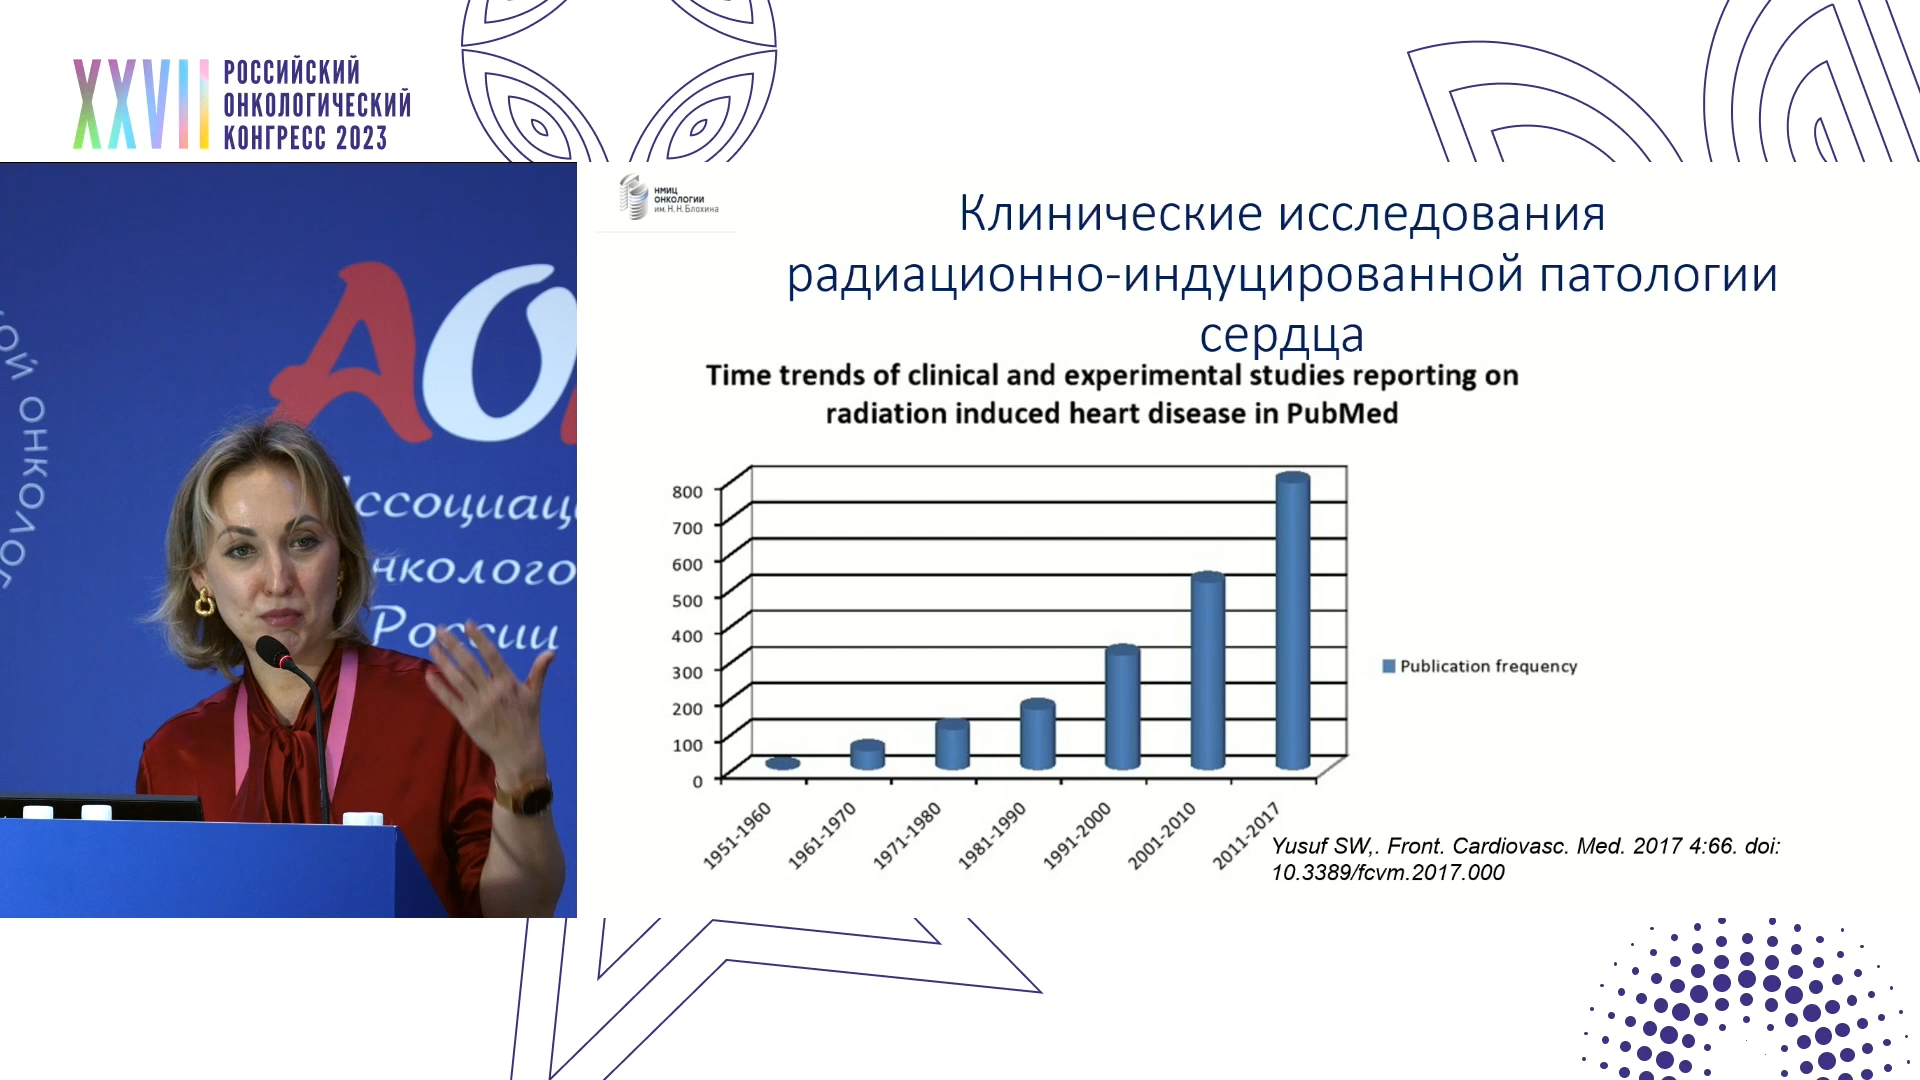 XXVII
РОССИЙСКИЙ
ОНКОЛОГИЧЕСКИЙ
КОНГРЕСС 2023
НМИЦ
ОНКОЛОГИИ
им. Н. Н. Блохина
Клинические исследования
радиационно-индуцированной патологии
сердца
Time trends of clinical and experimental studies reporting on
radiation induced heart disease in PubMed
800
700
600
500
400
300
200
100
0
1951-1960
1961-1970
1971-1980
1981-1990
1991-2000
2001-2010
2011-2017
Publication frequency
Yusuf SW,. Front. Cardiovasc. Med. 2017 4:66. doi:
10.3389/fcvm.2017.000
АО
России